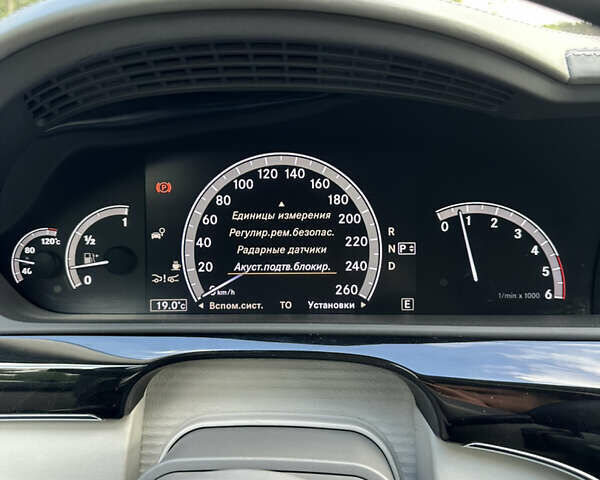 80 100 120 140 160 180 200 220 240 260
60 40 20 0
km/h
Единицы измерения
Регулир.рем.безопас.
Радарные датчики
Акуст.подтв.блокир.
Вспом.сист. ТО Установки
120°C
80
40
1
½
0
19.0°C
R
N P
D
E
0 1 2 3 4 5 6
1/min x 1000
(P)